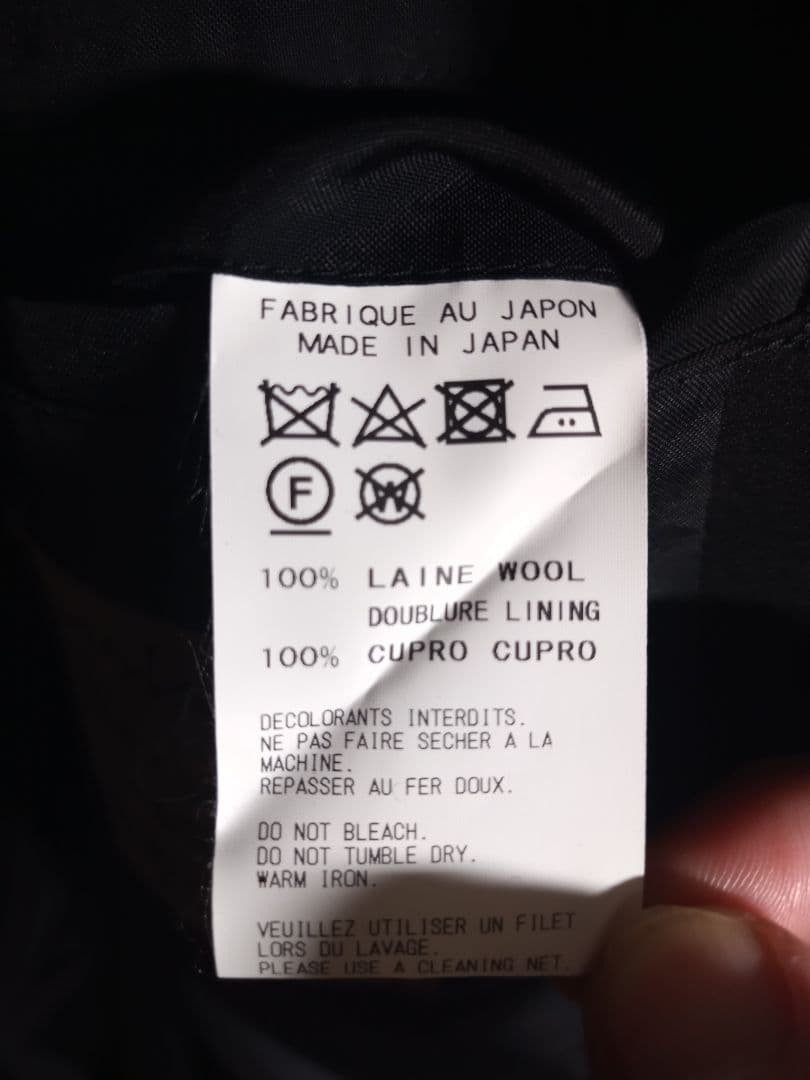 FABRIQUE AU JAPON
MADE IN JAPAN
F W
100% LAINE WOOL
DOUBLURE LINING
100% CUPRO CUPRO
DECOLORANTS INTERDITS.
NE PAS FAIRE SECHER A LA
MACHINE.
REPASSER AU FER DOUX.
DO NOT BLEACH.
DO NOT TUMBLE DRY.
WARM IRON.
VEUILLEZ UTILISER UN FILET
LORS DU LAVAGE.
PLEASE USE A CLEANING NET.